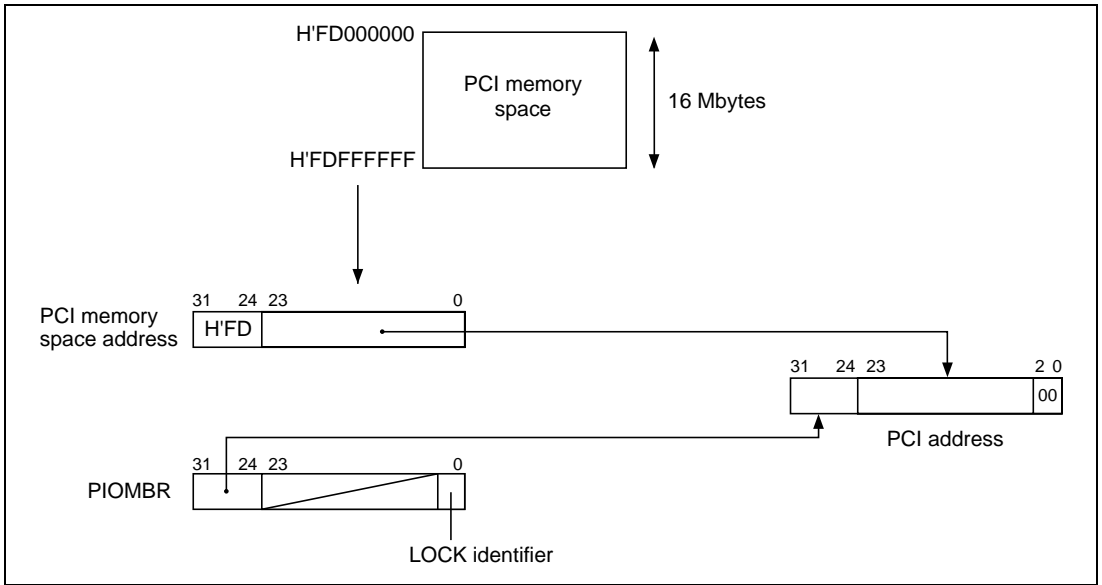 H'FD000000
PCI memory
space
16 Mbytes
H'FDFFFFFF
31 24 23 0
PCI memory
space address
H'FD
31 24 23 2 0
00
PCI address
31 24 23 0
PIOMBR
LOCK identifier